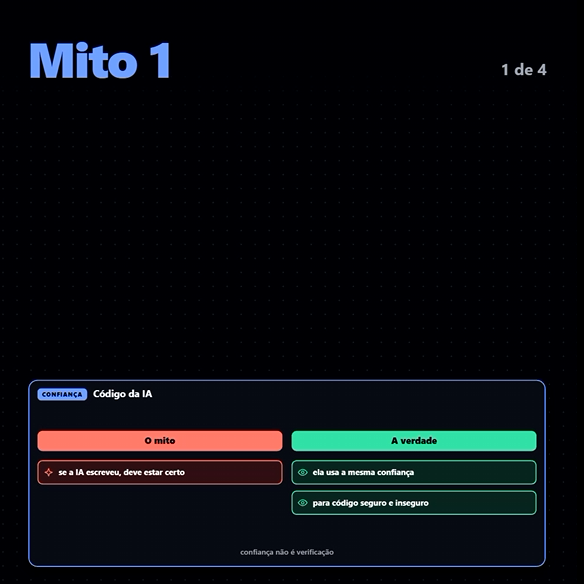 Mito 1
1 de 4
CONFIANÇA Código da IA
O mito
A verdade
se a IA escreveu, deve estar certo
ela usa a mesma confiança
para código seguro e inseguro
confiança não é verificação